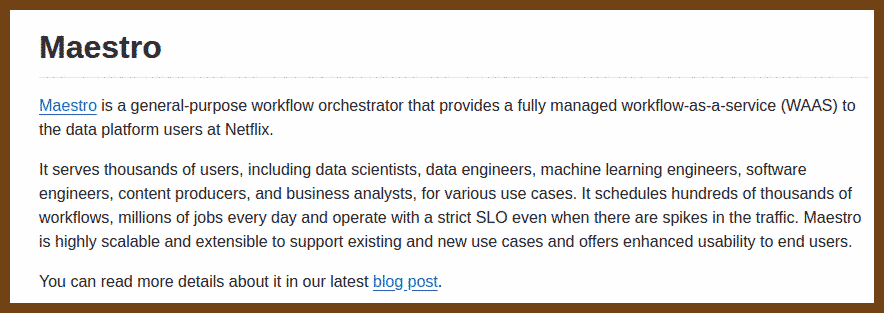 Maestro
Maestro is a general-purpose workflow orchestrator that provides a fully managed workflow-as-a-service (WAAS) to
the data platform users at Netflix.
It serves thousands of users, including data scientists, data engineers, machine learning engineers, software
engineers, content producers, and business analysts, for various use cases. It schedules hundreds of thousands of
workflows, millions of jobs every day and operate with a strict SLO even when there are spikes in the traffic. Maestro
is highly scalable and extensible to support existing and new use cases and offers enhanced usability to end users.
You can read more details about it in our latest blog post.